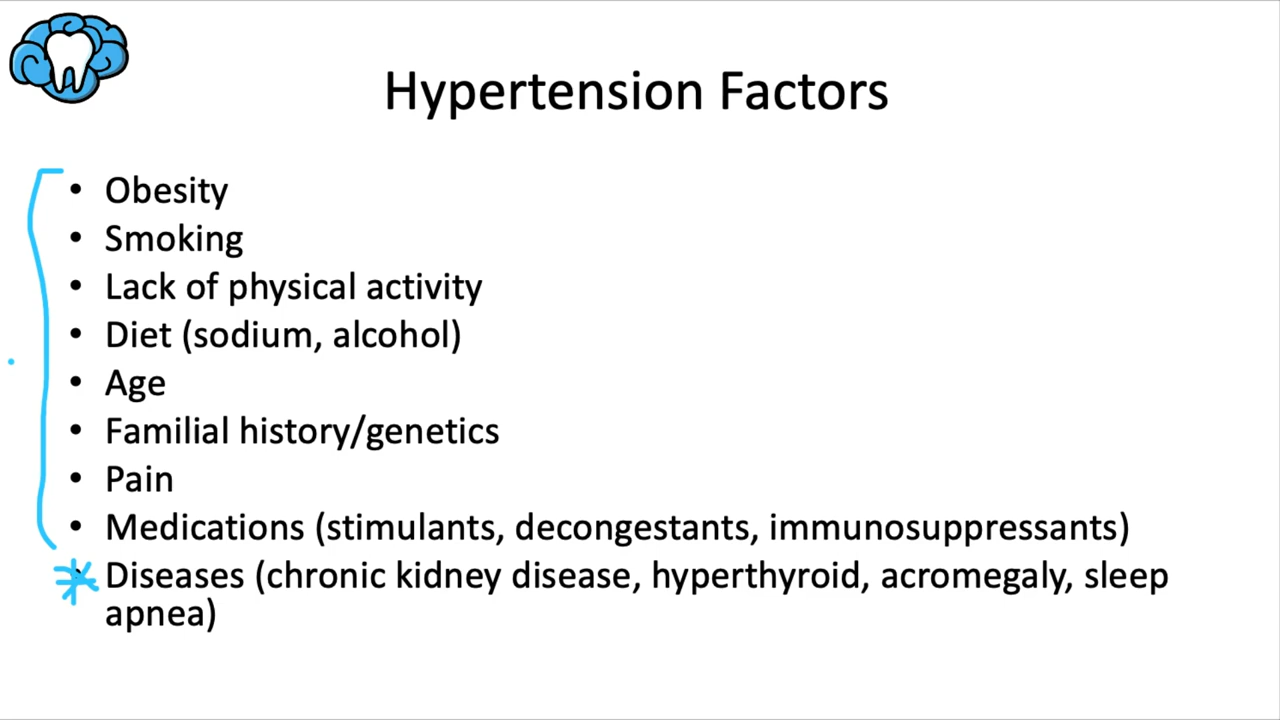 Hypertension Factors
• Obesity
• Smoking
• Lack of physical activity
• Diet (sodium, alcohol)
• Age
• Familial history/genetics
• Pain
• Medications (stimulants, decongestants, immunosuppressants)
• Diseases (chronic kidney disease, hyperthyroid, acromegaly, sleep
apnea)